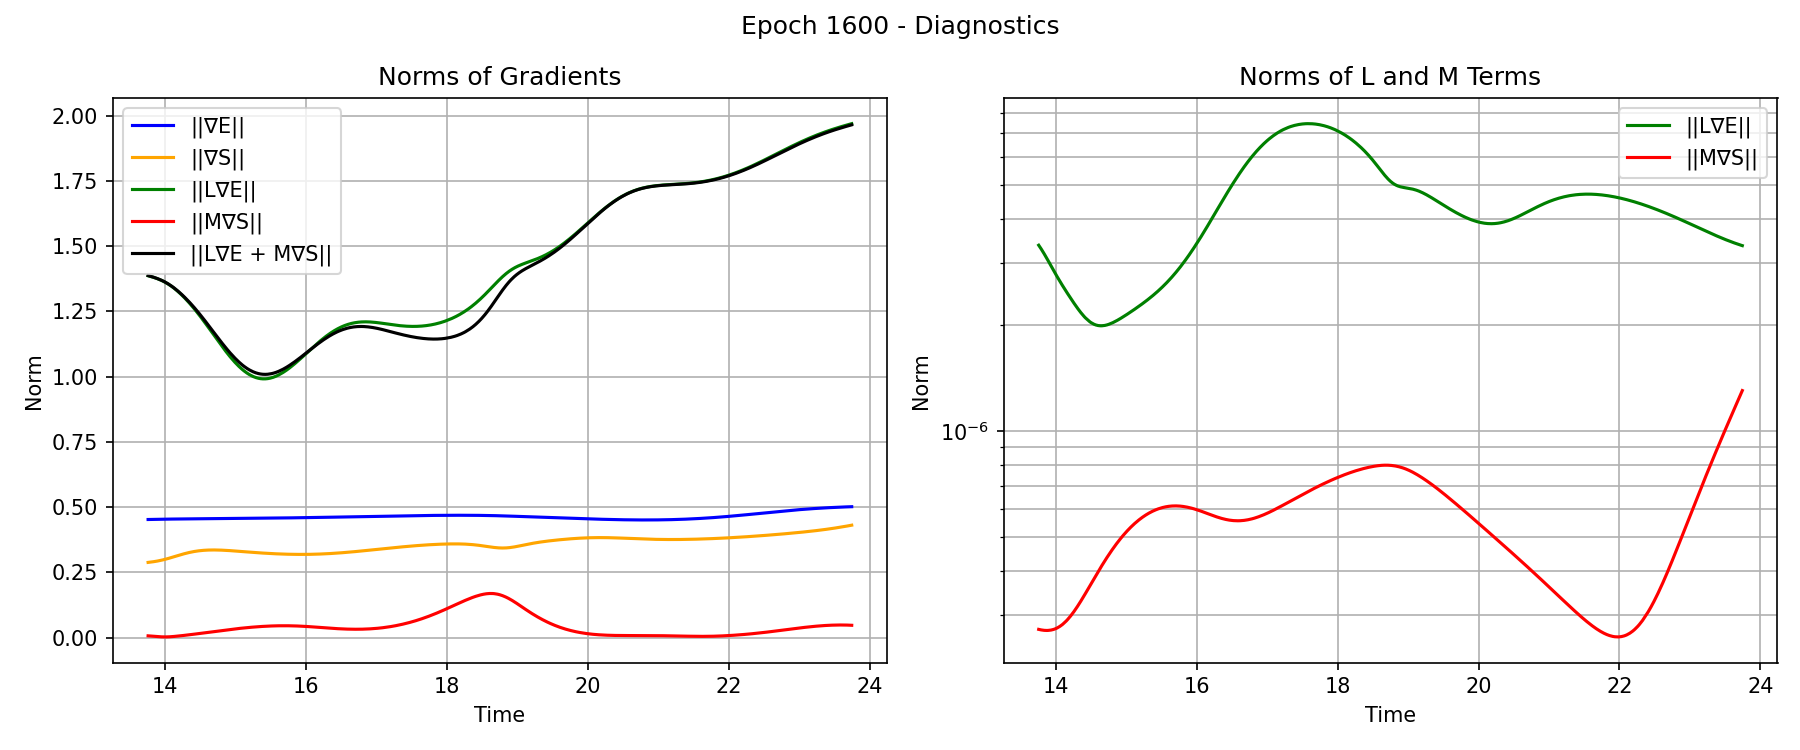 Epoch 1600 - Diagnostics
Norms of Gradients
Norm
2.00
1.75
1.50
1.25
1.00
0.75
0.50
0.25
0.00
||∇E||
||∇S||
||L∇E||
||M∇S||
||L∇E + M∇S||
14 16 18 20 22 24
Time
Norms of L and M Terms
Norm
10⁻⁶
||L∇E||
||M∇S||
14 16 18 20 22 24
Time